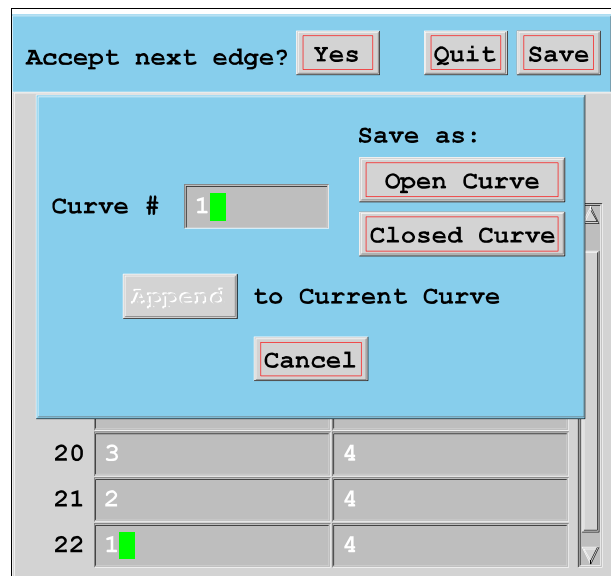 Accept next edge? Yes Quit Save
Save as:
Open Curve
Curve # 1
Closed Curve
Append to Current Curve
Cancel
20 3 4
21 2 4
22 1 4